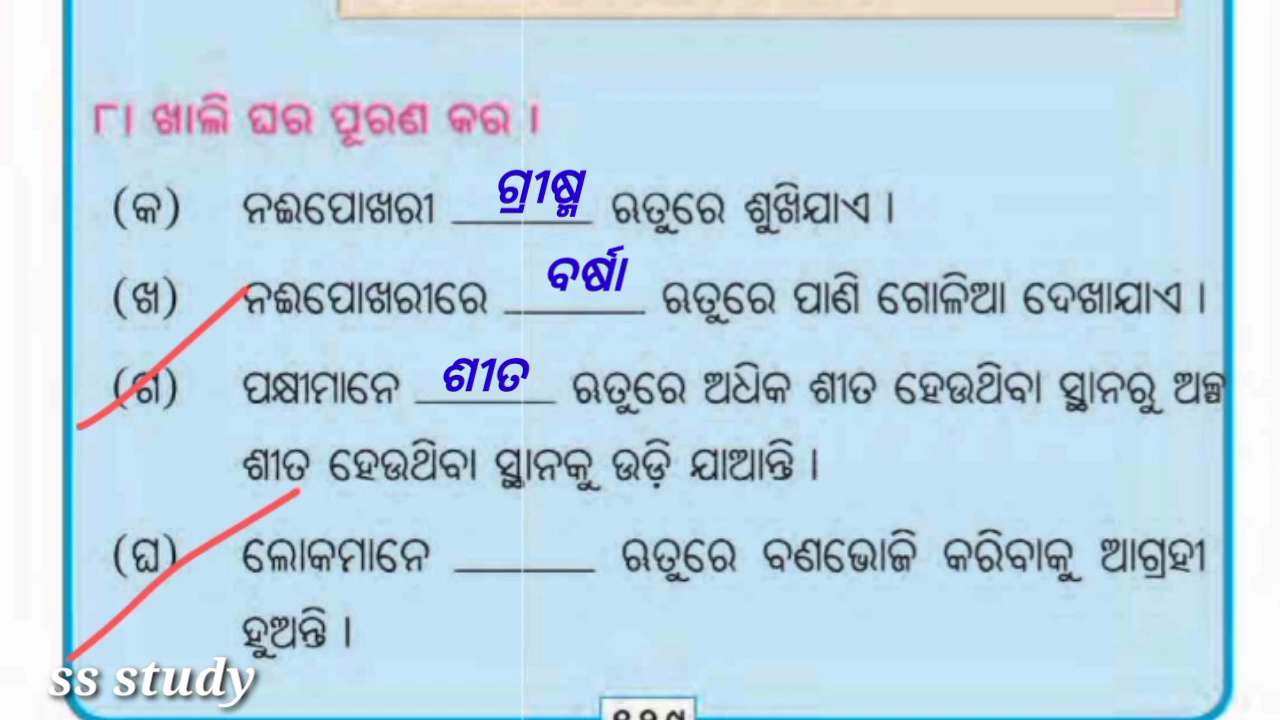 ୮। ଖାଲି ଘର ପୂରଣ କର ।
(କ) ନଈପୋଖରୀ ଗ୍ରୀଷ୍ମ ଋତୁରେ ଶୁଖିଯାଏ ।
(ଖ) ନଈପୋଖରୀରେ ବର୍ଷା ଋତୁରେ ପାଣି ଗୋଳିଆ ଦେଖାଯାଏ ।
(ଗ) ପକ୍ଷୀମାନେ ଶୀତ ଋତୁରେ ଅଧିକ ଶୀତ ହେଉଥିବା ସ୍ଥାନରୁ ଅଳ୍ପ
ଶୀତ ହେଉଥିବା ସ୍ଥାନକୁ ଉଡ଼ି ଯାଆନ୍ତି ।
(ଘ) ଲୋକମାନେ ______ ଋତୁରେ ବଣଭୋଜି କରିବାକୁ ଆଗ୍ରହୀ
ହୁଅନ୍ତି ।
ss study